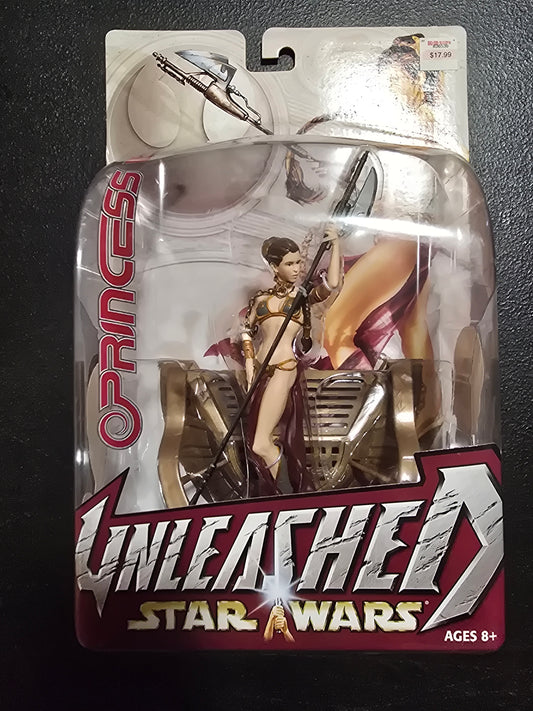 $17.99
PRINCESS
UNLEASHED
STAR WARS
AGES 8+